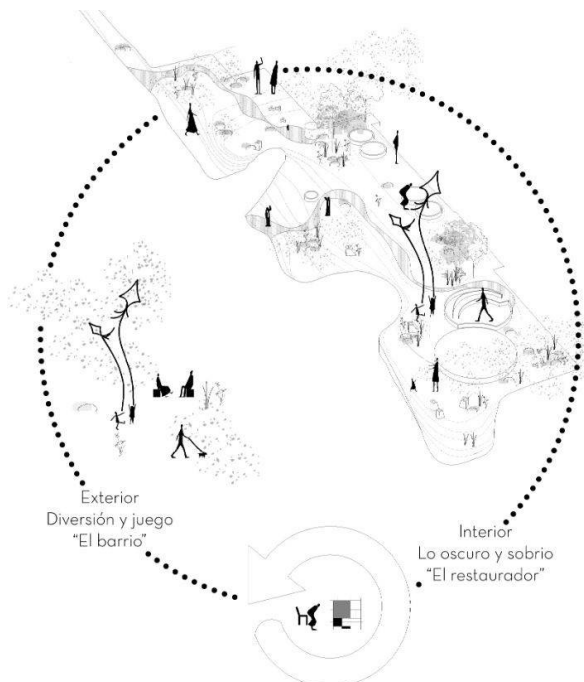 Exterior
Diversión y juego
"El barrio"
Interior
Lo oscuro y sobrio
"El restaurador"